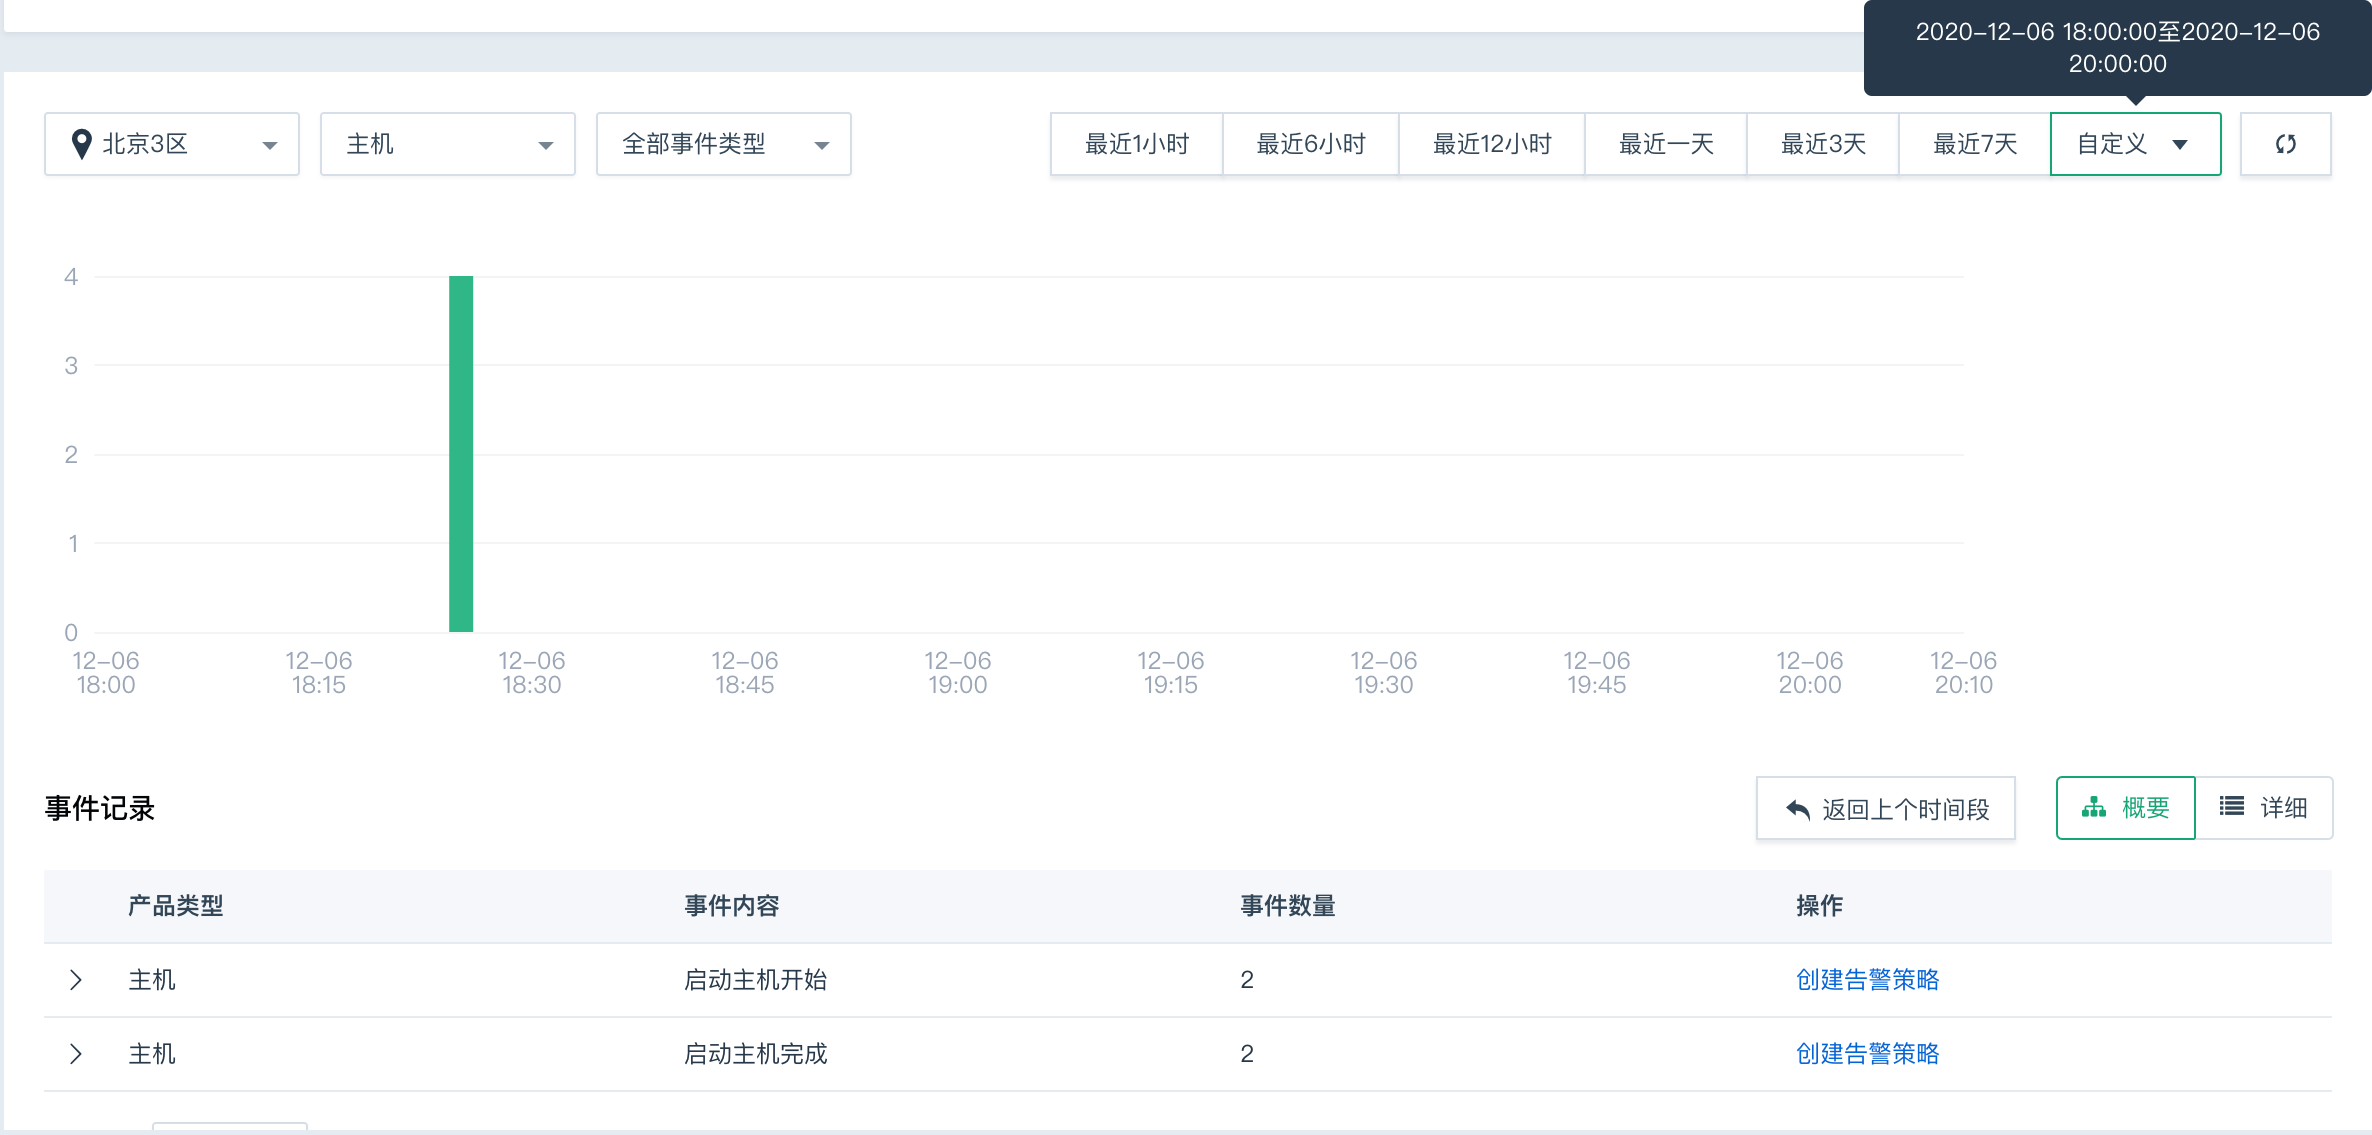 2020-12-06 18:00:00至2020-12-06
20:00:00
北京3区
主机
全部事件类型
最近1小时
最近6小时
最近12小时
最近一天
最近3天
最近7天
自定义
4
3
2
1
0
12-06
18:00
12-06
18:15
12-06
18:30
12-06
18:45
12-06
19:00
12-06
19:15
12-06
19:30
12-06
19:45
12-06
20:00
12-06
20:10
事件记录
返回上个时间段
概要
详细
产品类型
事件内容
事件数量
操作
主机
启动主机开始
2
创建告警策略
主机
启动主机完成
2
创建告警策略